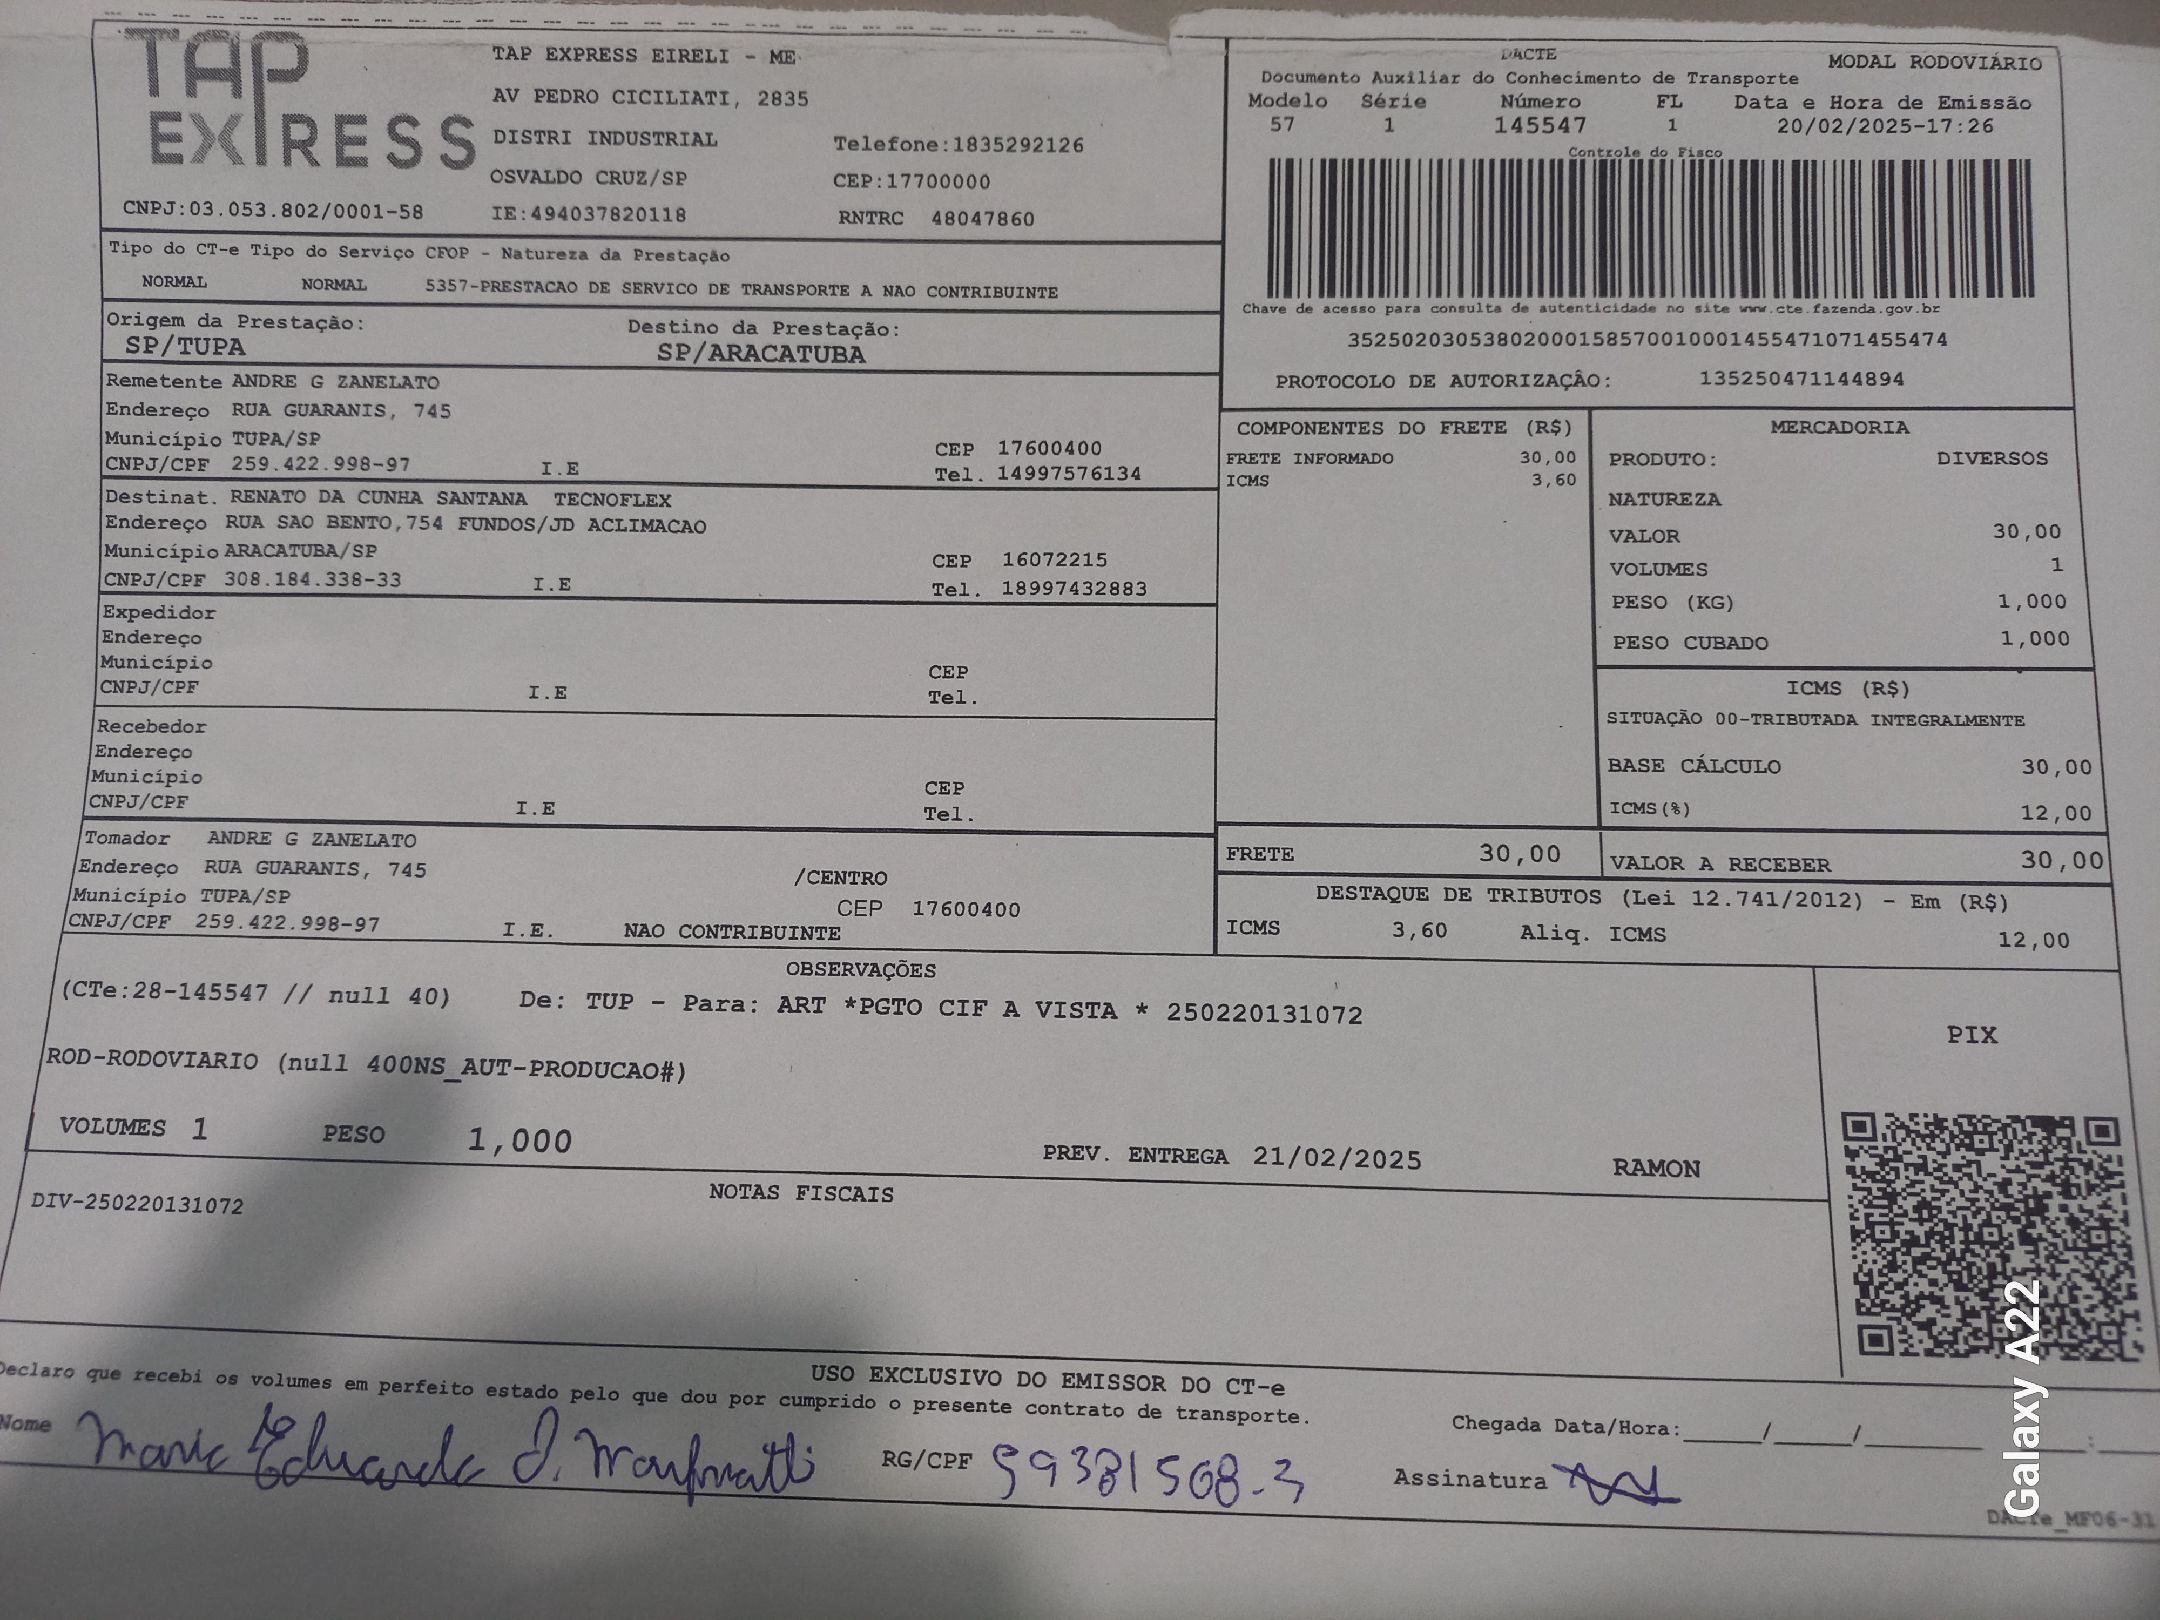 TAP EXPRESS
TAP EXPRESS EIRELI - ME
AV PEDRO CICILIATI, 2835
DISTRI INDUSTRIAL Telefone:1835292126
OSVALDO CRUZ/SP CEP:17700000
CNPJ:03.053.802/0001-58 IE:494037820118 RNTRC 48047860
DACTE MODAL RODOVIÁRIO
Documento Auxiliar do Conhecimento de Transporte
Modelo Série Número FL Data e Hora de Emissão
57 1 145547 1 20/02/2025-17:26
Controle do Fisco
Chave de acesso para consulta de autenticidade no site www.cte.fazenda.gov.br
35250203053802000158570010001455471071455474
PROTOCOLO DE AUTORIZAÇÃO: 135250471144894
Tipo do CT-e Tipo do Serviço CFOP - Natureza da Prestação
NORMAL NORMAL 5357-PRESTACAO DE SERVICO DE TRANSPORTE A NAO CONTRIBUINTE
Origem da Prestação: Destino da Prestação:
SP/TUPA SP/ARACATUBA
Remetente ANDRE G ZANELATO
Endereço RUA GUARANIS, 745
Município TUPA/SP CEP 17600400
CNPJ/CPF 259.422.998-97 I.E Tel. 14997576134
Destinat. RENATO DA CUNHA SANTANA TECNOFLEX
Endereço RUA SAO BENTO,754 FUNDOS/JD ACLIMACAO
Município ARACATUBA/SP CEP 16072215
CNPJ/CPF 308.184.338-33 I.E Tel. 18997432883
Expedidor
Endereço
Município CEP
CNPJ/CPF I.E Tel.
Recebedor
Endereço
Município CEP
CNPJ/CPF I.E Tel.
Tomador ANDRE G ZANELATO
Endereço RUA GUARANIS, 745 /CENTRO
Município TUPA/SP CEP 17600400
CNPJ/CPF 259.422.998-97 I.E. NAO CONTRIBUINTE
COMPONENTES DO FRETE (R$)
FRETE INFORMADO 30,00
ICMS 3,60
MERCADORIA
PRODUTO: DIVERSOS
NATUREZA
VALOR 30,00
VOLUMES 1
PESO (KG) 1,000
PESO CUBADO 1,000
ICMS (R$)
SITUAÇÃO 00-TRIBUTADA INTEGRALMENTE
BASE CÁLCULO 30,00
ICMS(%) 12,00
FRETE 30,00 VALOR A RECEBER 30,00
DESTAQUE DE TRIBUTOS (Lei 12.741/2012) - Em (R$)
ICMS 3,60 Aliq. ICMS 12,00
OBSERVAÇÕES
(CTe:28-145547 // null 40) De: TUP - Para: ART *PGTO CIF A VISTA * 250220131072
ROD-RODOVIARIO (null 400NS_AUT-PRODUCAO#)
VOLUMES 1 PESO 1,000 PREV. ENTREGA 21/02/2025 RAMON
PIX
NOTAS FISCAIS
DIV-250220131072
USO EXCLUSIVO DO EMISSOR DO CT-e
Declaro que recebi os volumes em perfeito estado pelo que dou por cumprido o presente contrato de transporte.
Nome Maria Eduarda RG/CPF 59381508-3
Chegada Data/Hora:____/____/______ __:__
Assinatura
DACTe_MF06-31
Galaxy A22